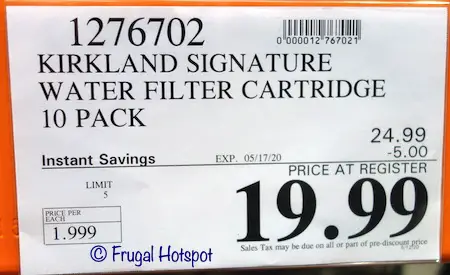 1276702
0 000012 767021
KIRKLAND SIGNATURE
WATER FILTER CARTRIDGE
10 PACK
24.99
Instant Savings EXP. 05/17/20 -5.00
PRICE AT REGISTER
LIMIT
5
19.99
PRICE PER
EACH
1.999
Sales Tax may be due on all or part of pre-discount price
© Frugal Hotspot